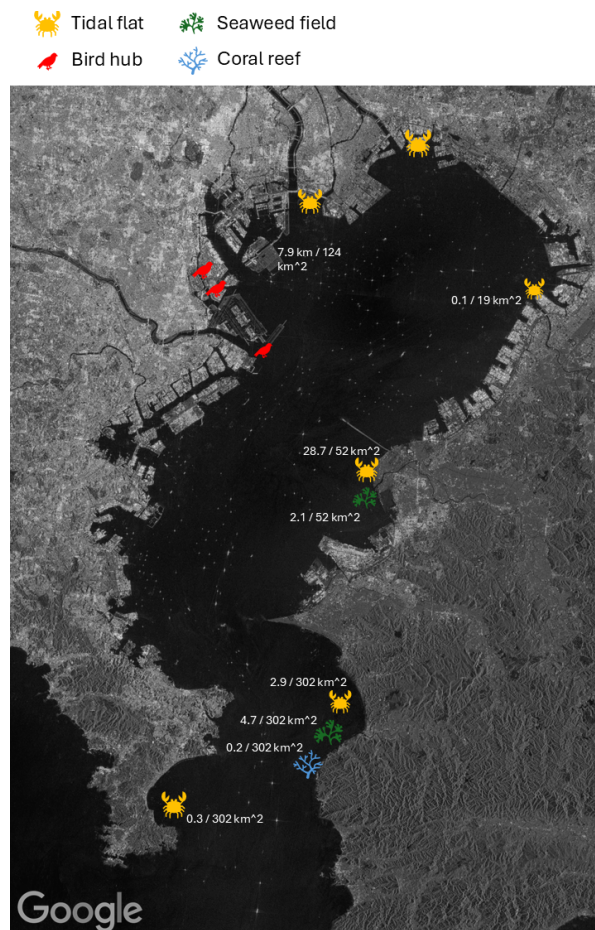 Tidal flat
Seaweed field
Bird hub
Coral reef
7.9 km / 124
km^2
0.1 / 19 km^2
28.7 / 52 km^2
2.1 / 52 km^2
2.9 / 302 km^2
4.7 / 302 km^2
0.2 / 302 km^2
0.3 / 302 km^2
Google